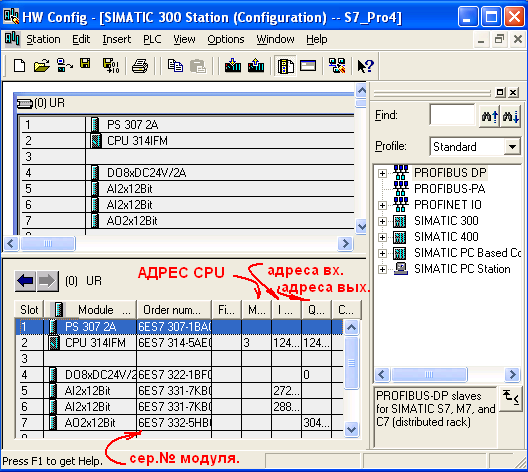 HW Config - [SIMATIC 300 Station (Configuration) -- S7_Pro4]
Station Edit Insert PLC View Options Window Help
(0) UR
1 PS 307 2A
2 CPU 314IFM
3
4 DO8xDC24V/2A
5 AI2x12Bit
6 AI2x12Bit
7 AO2x12Bit
8
Find:
Profile: Standard
PROFIBUS DP
PROFIBUS-PA
PROFINET IO
SIMATIC 300
SIMATIC 400
SIMATIC PC Based Co
SIMATIC PC Station
(0) UR
АДРЕС CPU
адреса вх.
адреса вых.
Slot Module ... Order num... Fi... M... I ... Q... C...
1 PS 307 2A 6ES7 307-1BA0
2 CPU 314IFM 6ES7 314-5AE0 3 124... 124...
3
4 DO8xDC24V/2 6ES7 322-1BF0 0
5 AI2x12Bit 6ES7 331-7KB0 272...
6 AI2x12Bit 6ES7 331-7KB0 288...
7 AO2x12Bit 6ES7 332-5HB0 304...
сер.№ модуля.
PROFIBUS-DP slaves for SIMATIC S7, M7, and C7 (distributed rack)
Press F1 to get Help.